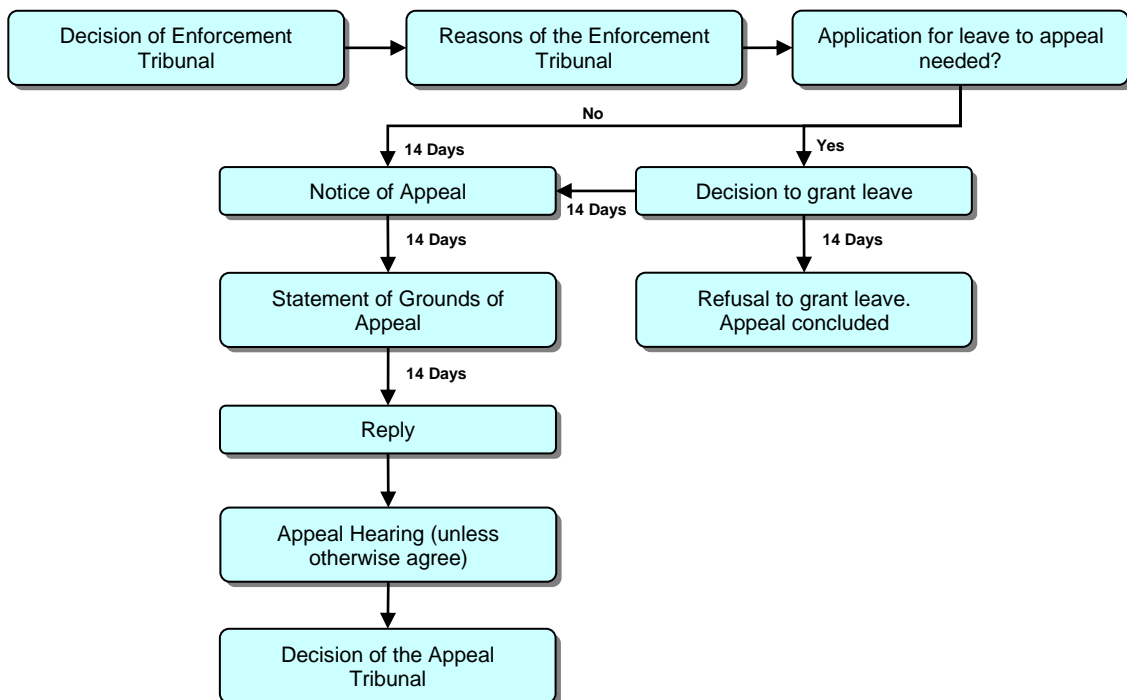 Decision of Enforcement
Tribunal
Reasons of the Enforcement
Tribunal
Application for leave to appeal
needed?
No
14 Days
Yes
Notice of Appeal
14 Days
Decision to grant leave
14 Days
14 Days
Statement of Grounds of
Appeal
Refusal to grant leave.
Appeal concluded
14 Days
Reply
Appeal Hearing (unless
otherwise agree)
Decision of the Appeal
Tribunal